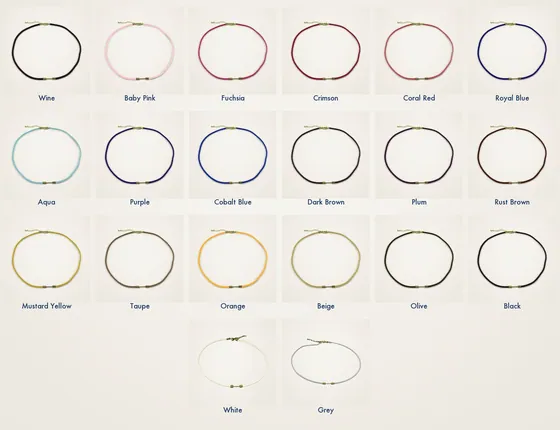 Wine
Baby Pink
Fuchsia
Crimson
Coral Red
Royal Blue
Aqua
Purple
Cobalt Blue
Dark Brown
Plum
Rust Brown
Mustard Yellow
Taupe
Orange
Beige
Olive
Black
White
Grey